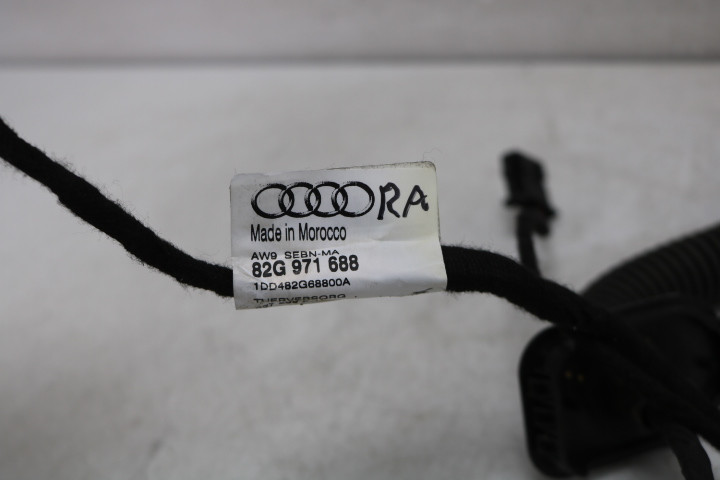 RA
Made in Morocco
AW9 SEBN-MA
82G 971 688
1DD482G68800A